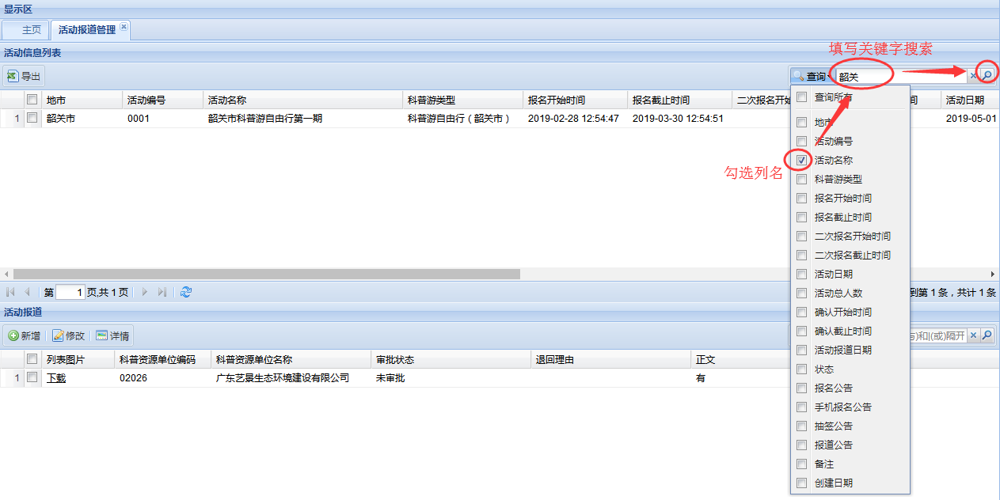 显示区
主页 活动报道管理
活动信息列表
填写关键字搜索
导出 查询 韶关
地市 活动编号 活动名称 科普游类型 报名开始时间 报名截止时间 二次报名开始 间 活动日期
1 韶关市 0001 韶关市科普游自由行第一期 科普游自由行（韶关市） 2019-02-28 12:54:47 2019-03-30 12:54:51 2019-05-01
查询所有
地市
活动编号
活动名称
勾选列名
科普游类型
报名开始时间
报名截止时间
二次报名开始时间
二次报名截止时间
活动日期
活动总人数
确认开始时间
确认截止时间
活动报道日期
状态
报名公告
手机报名公告
抽签公告
报道公告
备注
创建日期
第 1 页,共 1 页 到第 1 条，共计 1 条
活动报道
新增 修改 详情 )和|(或)隔开
列表图片 科普资源单位编码 科普资源单位名称 审批状态 退回理由 正文
1 下载 02026 广东艺景生态环境建设有限公司 未审批 有